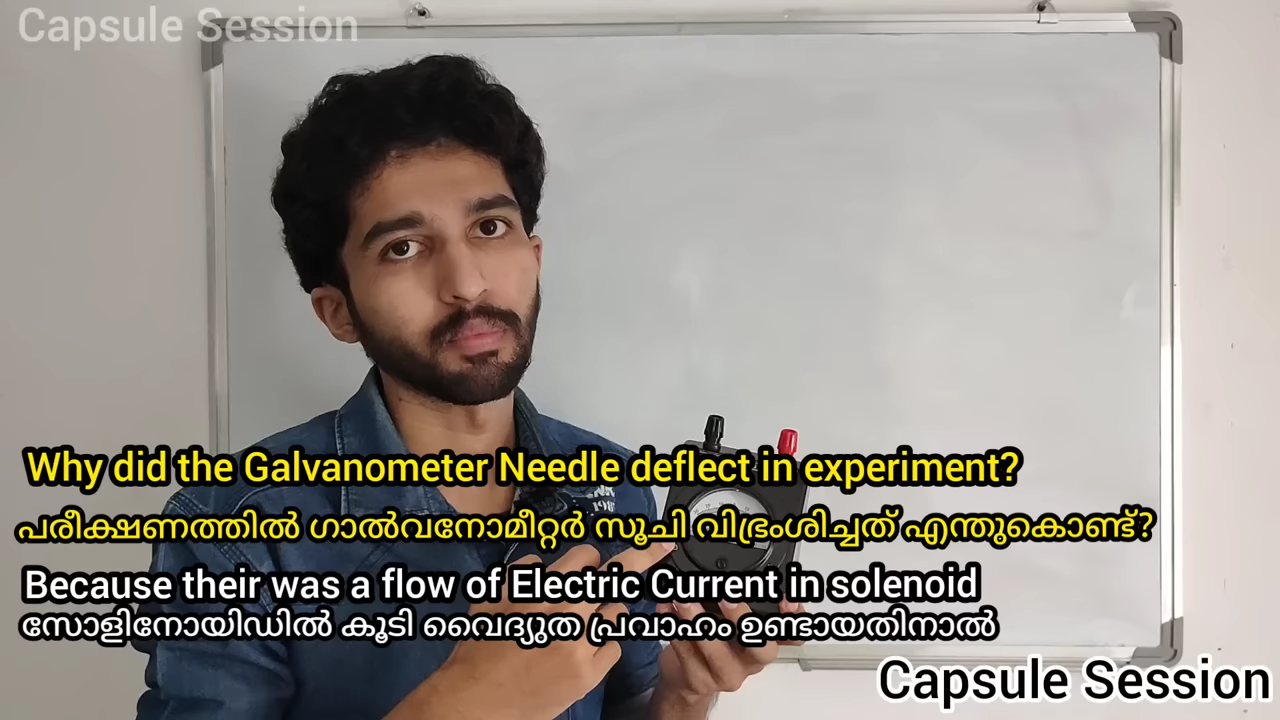 Capsule Session
Why did the Galvanometer Needle deflect in experiment?
പരീക്ഷണത്തിൽ ഗാൽവനോമീറ്റർ സൂചി വിഭ്രംശിച്ചത് എന്തുകൊണ്ട്?
Because their was a flow of Electric Current in solenoid
സോളിനോയിഡിൽ കൂടി വൈദ്യുത പ്രവാഹം ഉണ്ടായതിനാൽ
Capsule Session